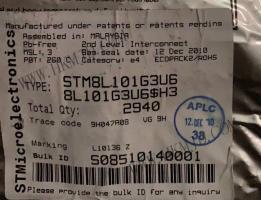 Manufactured under patents or patents pending
Assembled in: MALAYSIA
Pb-free 2nd Level Interconnect
MSL: 3 Bag seal date: 12 Dec 2010
PBT: 260 Category: e4 ECOPACK2/ROHS
TYPE: STM8L101G3U6
8L101G3U6$H3
Total Qty: 2940
Trace code 9H047A08 VG 9H
Marking L10136 Z
Bulk ID S08510140001
Please provide the bulk ID for any inquiry
STMicroelectronics
APLC
12. DEC '10
38